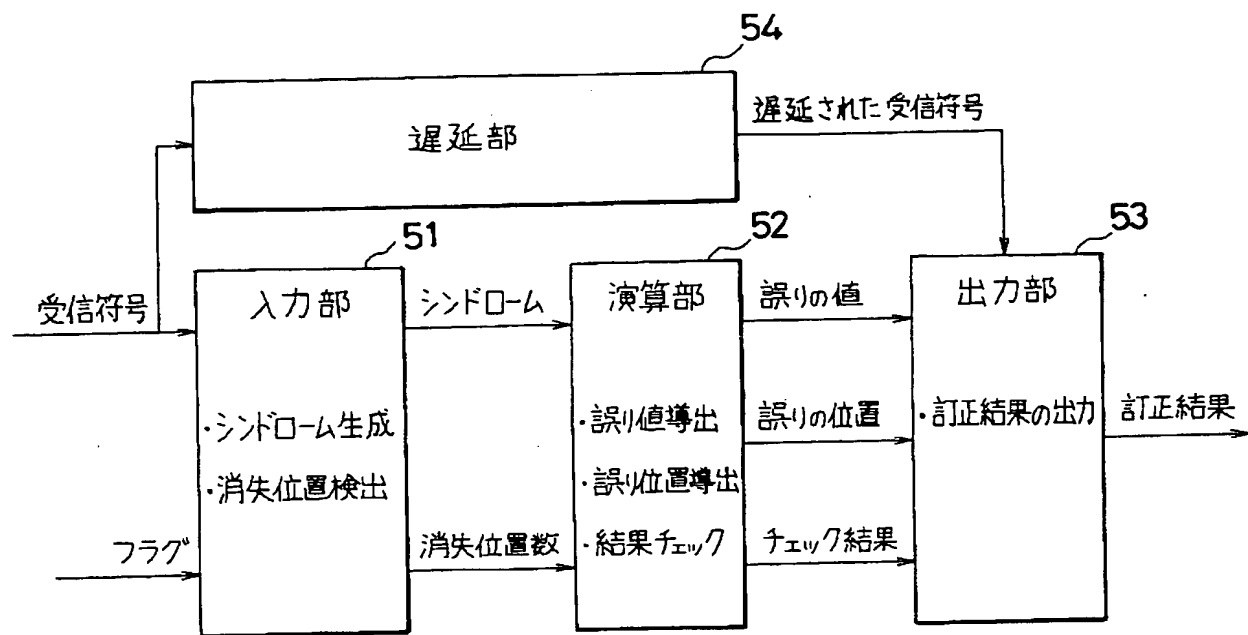 54
遅延部
遅延された受信符号
51
52
53
受信符号
入力部
シンドローム
演算部
誤りの値
出力部
・シンドローム生成
・消失位置検出
・誤り値導出
・誤り位置導出
・結果チェック
誤りの位置
・訂正結果の出力
訂正結果
フラグ
消失位置数
チェック結果